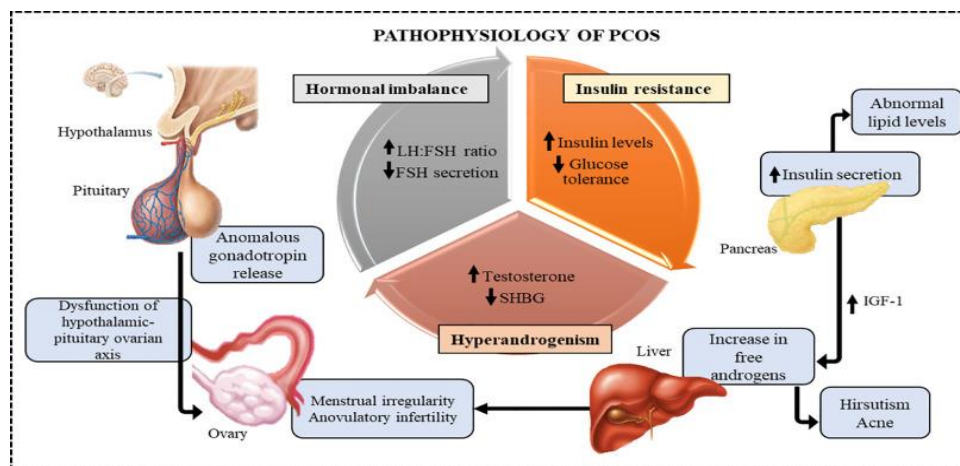 PATHOPHYSIOLOGY OF PCOS
Hormonal imbalance
LH:FSH ratio
FSH secretion
Insulin resistance
Insulin levels
Glucose
tolerance
Testosterone
SHBG
Hyperandrogenism
Hypothalamus
Pituitary
Anomalous
gonadotropin
release
Dysfunction of
hypothalamic-
pituitary ovarian
axis
Ovary
Menstrual irregularity
Anovulatory infertility
Abnormal
lipid levels
Insulin secretion
Pancreas
IGF-1
Liver
Increase in
free
androgens
Hirsutism
Acne